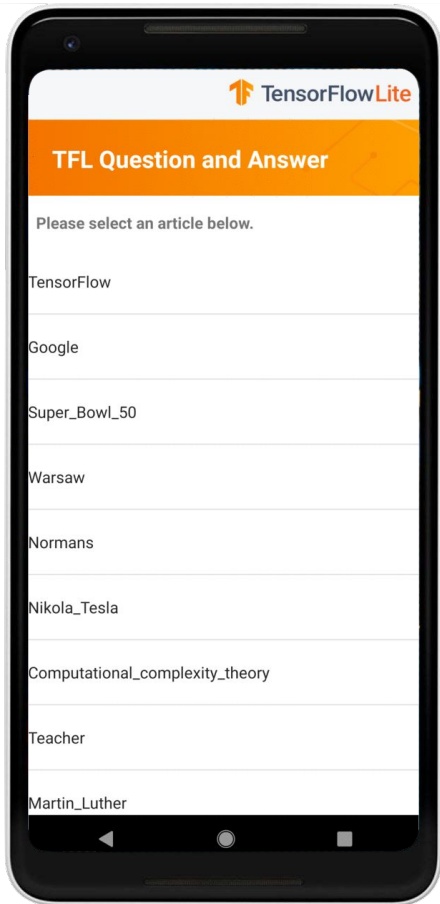 TensorFlowLite
TFL Question and Answer
Please select an article below.
TensorFlow
Google
Super_Bowl_50
Warsaw
Normans
Nikola_Tesla
Computational_complexity_theory
Teacher
Martin_Luther